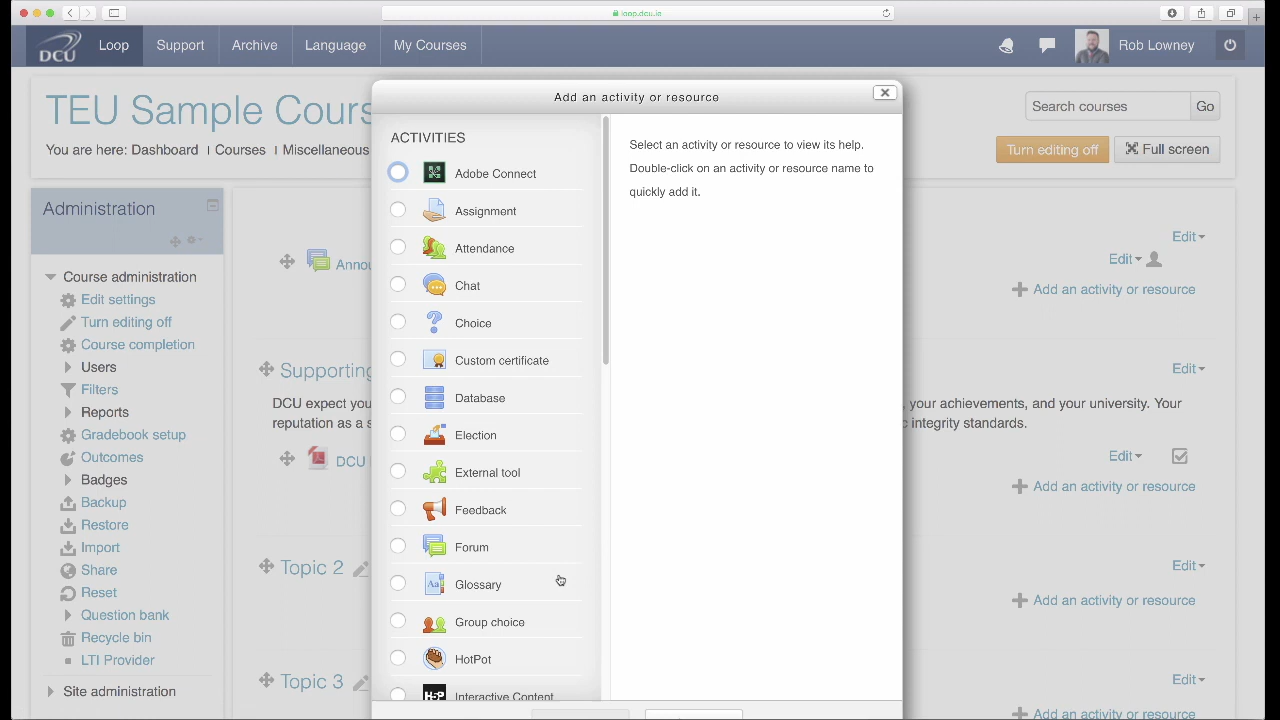 loop.dcu.ie
DCU
Loop
Support
Archive
Language
My Courses
Rob Lowney
TEU Sample Cours
Search courses
Go
You are here: Dashboard
Courses
Miscellaneous
Turn editing off
Full screen
Administration
Course administration
Edit settings
Turn editing off
Course completion
Users
Filters
Reports
Gradebook setup
Outcomes
Badges
Backup
Restore
Import
Share
Reset
Question bank
Recycle bin
LTI Provider
Site administration
Annou
Supporting
DCU expect you
reputation as a s
DCU
Topic 2
Topic 3
Add an activity or resource
ACTIVITIES
Adobe Connect
Assignment
Attendance
Chat
Choice
Custom certificate
Database
Election
External tool
Feedback
Forum
Glossary
Aa
Group choice
HotPot
H5P
Interactive Content
Select an activity or resource to view its help.
Double-click on an activity or resource name to
quickly add it.
Edit
Edit
Add an activity or resource
Edit
, your achievements, and your university. Your
integrity standards.
Edit
Add an activity or resource
Edit
Add an activity or resource
Edit
Add an activity or resource